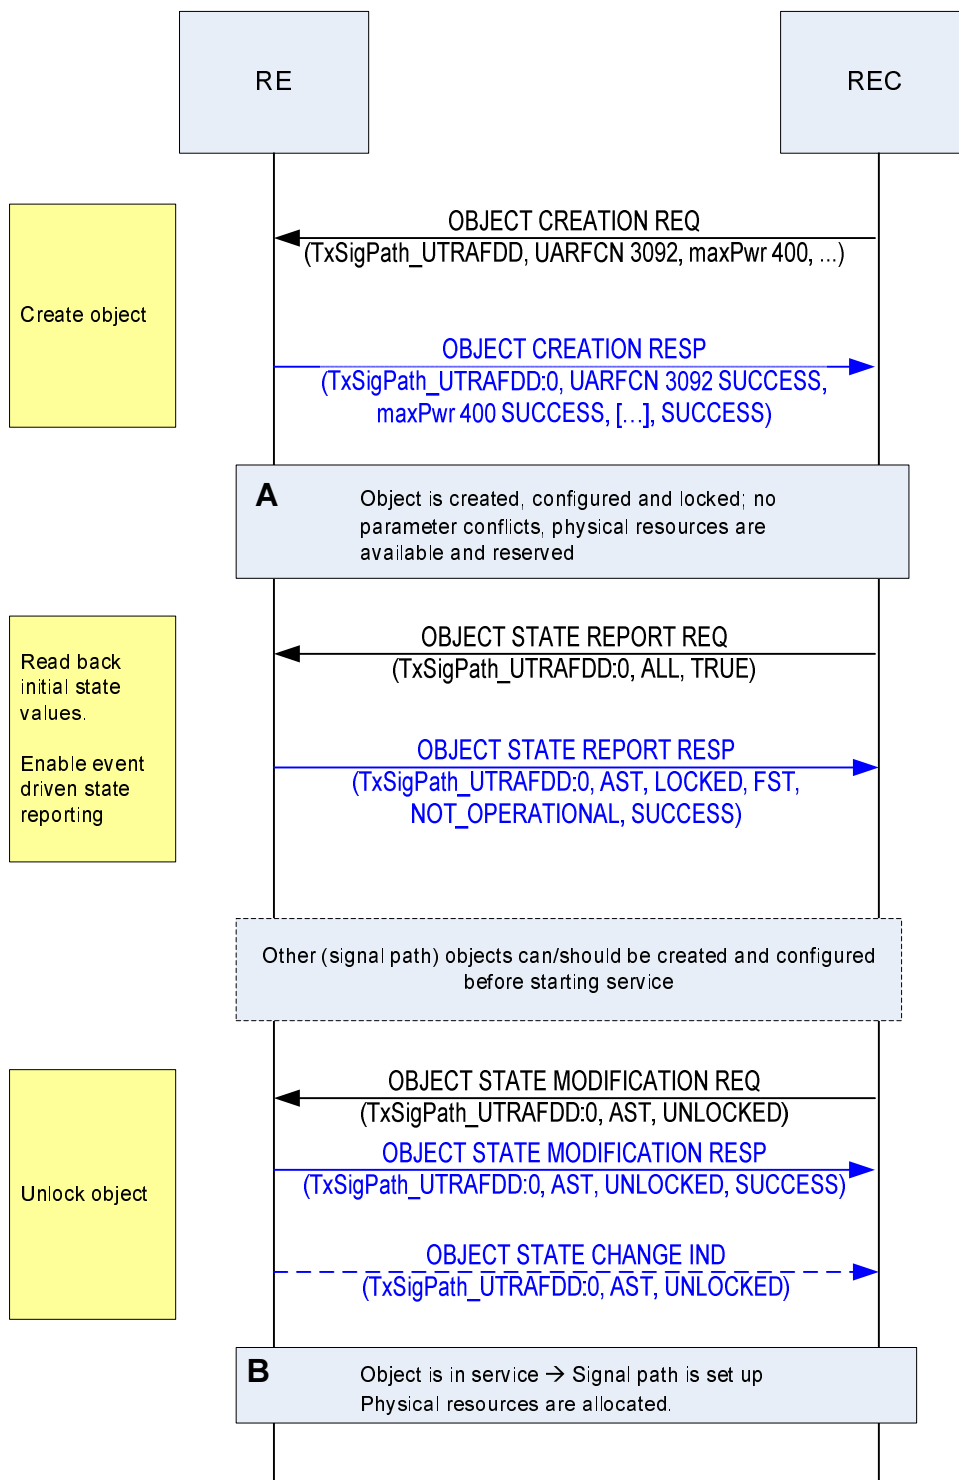 RE
REC
OBJECT CREATION REQ
(TxSigPath_UTRAFDD, UARFCN 3092, maxPwr 400, ...)
Create object
OBJECT CREATION RESP
(TxSigPath_UTRAFDD:0, UARFCN 3092 SUCCESS,
maxPwr 400 SUCCESS, […], SUCCESS)
A
Object is created, configured and locked; no
parameter conflicts, physical resources are
available and reserved
OBJECT STATE REPORT REQ
(TxSigPath_UTRAFDD:0, ALL, TRUE)
Read back
initial state
values.
Enable event
driven state
reporting
OBJECT STATE REPORT RESP
(TxSigPath_UTRAFDD:0, AST, LOCKED, FST,
NOT_OPERATIONAL, SUCCESS)
Other (signal path) objects can/should be created and configured
before starting service
OBJECT STATE MODIFICATION REQ
(TxSigPath_UTRAFDD:0, AST, UNLOCKED)
OBJECT STATE MODIFICATION RESP
(TxSigPath_UTRAFDD:0, AST, UNLOCKED, SUCCESS)
Unlock object
OBJECT STATE CHANGE IND
(TxSigPath_UTRAFDD:0, AST, UNLOCKED)
B
Object is in service → Signal path is set up
Physical resources are allocated.